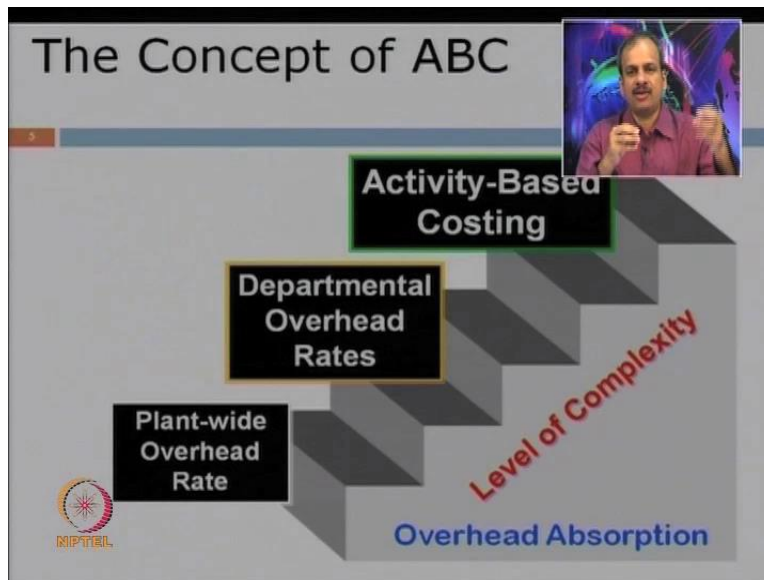 The Concept of ABC
5
Activity-Based
Costing
Departmental
Overhead
Rates
Plant-wide
Overhead
Rate
Level of Complexity
Overhead Absorption
NPTEL